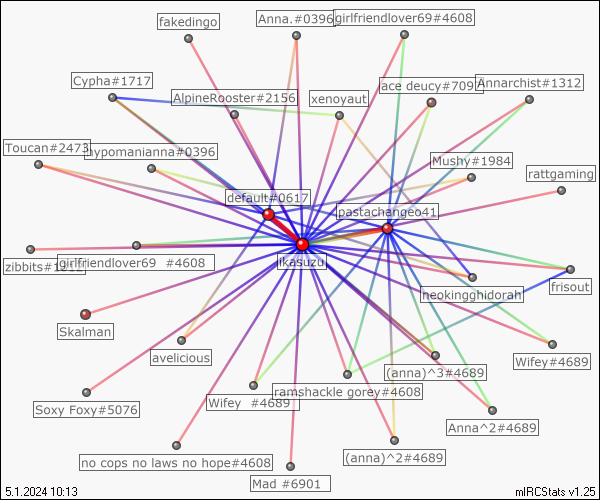 fakedingo
Anna.#0396
girlfriendlover69#4608
Cypha#1717
AlpineRooster#2156
xenoyaut
ace deucy#709
Annarchist#1312
Toucan#2473
hypomanianna#0396
Mushy#1984
rattgaming
default#0617
pastachangeo41
ikasuzu
zibbits#1212
girlfriendlover69 #4608
neokingghidorah
frisout
Skalman
avelicious
(anna)^3#4689
Wifey#4689
Soxy Foxy#5076
Wifey #4689
ramshackle gorey#4608
Anna^2#4689
no cops no laws no hope#4608
(anna)^2#4689
Mad #6901
5.1.2024 10:13
mIRCStats v1.25